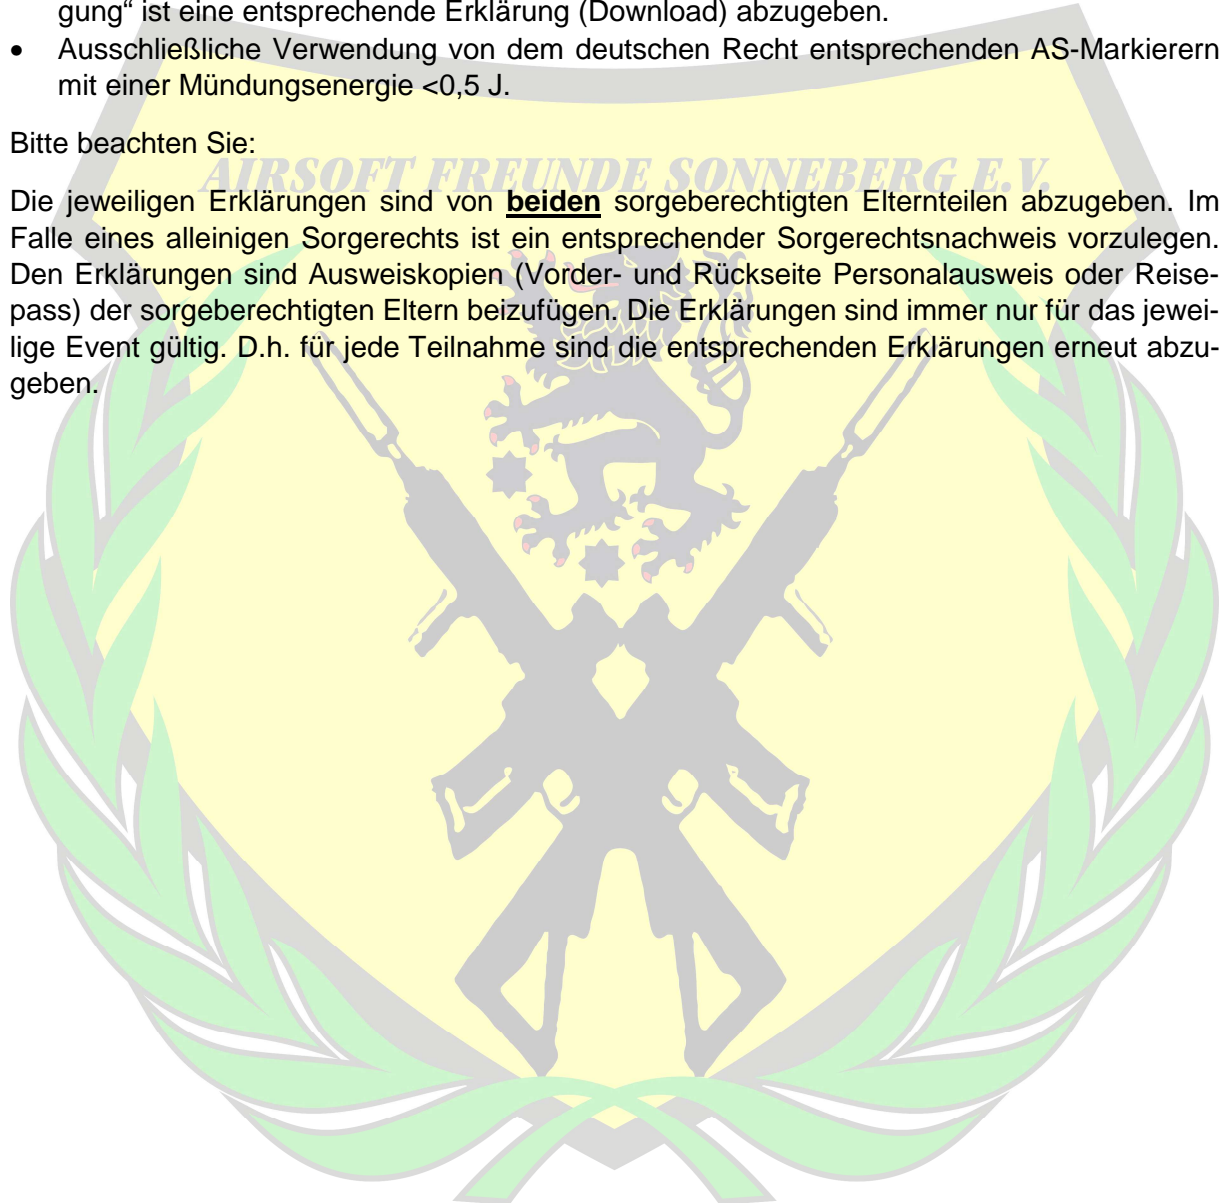 gung“ ist eine entsprechende Erklärung (Download) abzugeben.
• Ausschließliche Verwendung von dem deutschen Recht entsprechenden AS-Markierern
mit einer Mündungsenergie <0,5 J.
Bitte beachten Sie:
AIRSOFT FREUNDE SONNEBERG E.V.
Die jeweiligen Erklärungen sind von beiden sorgeberechtigten Elternteilen abzugeben. Im
Falle eines alleinigen Sorgerechts ist ein entsprechender Sorgerechtsnachweis vorzulegen.
Den Erklärungen sind Ausweiskopien (Vorder- und Rückseite Personalausweis oder Reise-
pass) der sorgeberechtigten Eltern beizufügen. Die Erklärungen sind immer nur für das jewei-
lige Event gültig. D.h. für jede Teilnahme sind die entsprechenden Erklärungen erneut abzu-
geben.